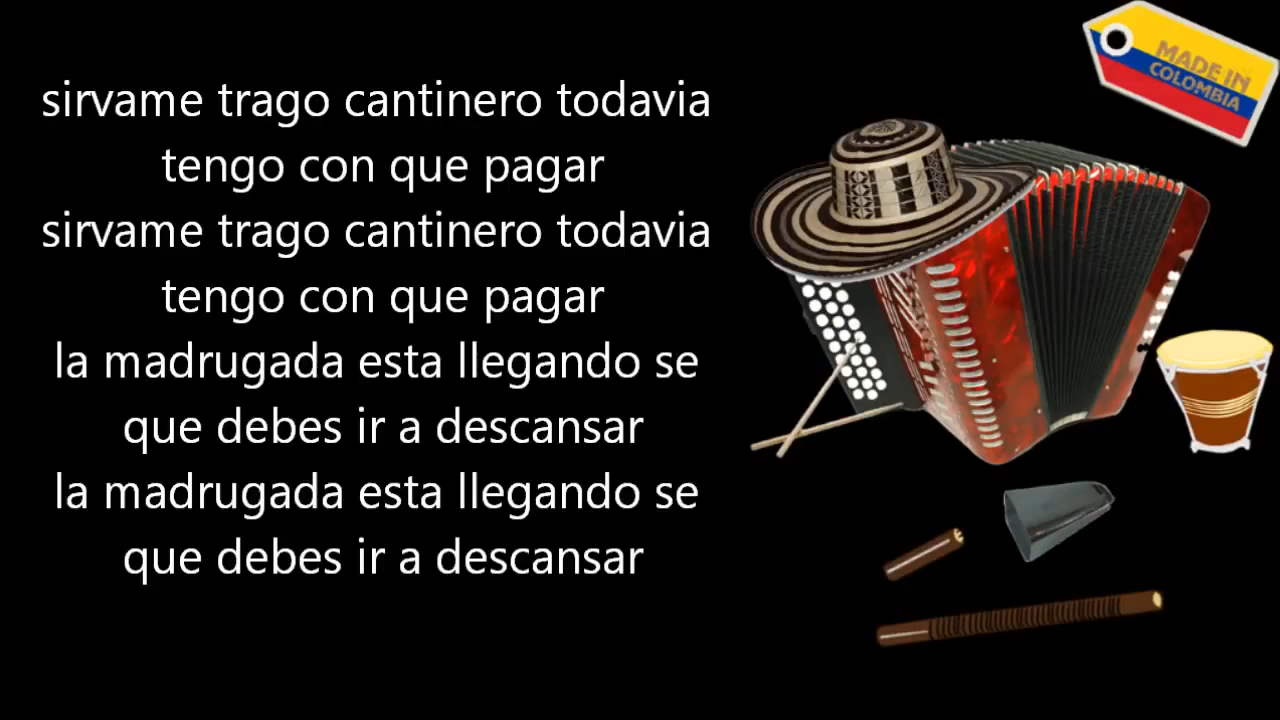 sirvame trago cantinero todavia
tengo con que pagar
sirvame trago cantinero todavia
tengo con que pagar
la madrugada esta llegando se
que debes ir a descansar
la madrugada esta llegando se
que debes ir a descansar
MADE IN
COLOMBIA